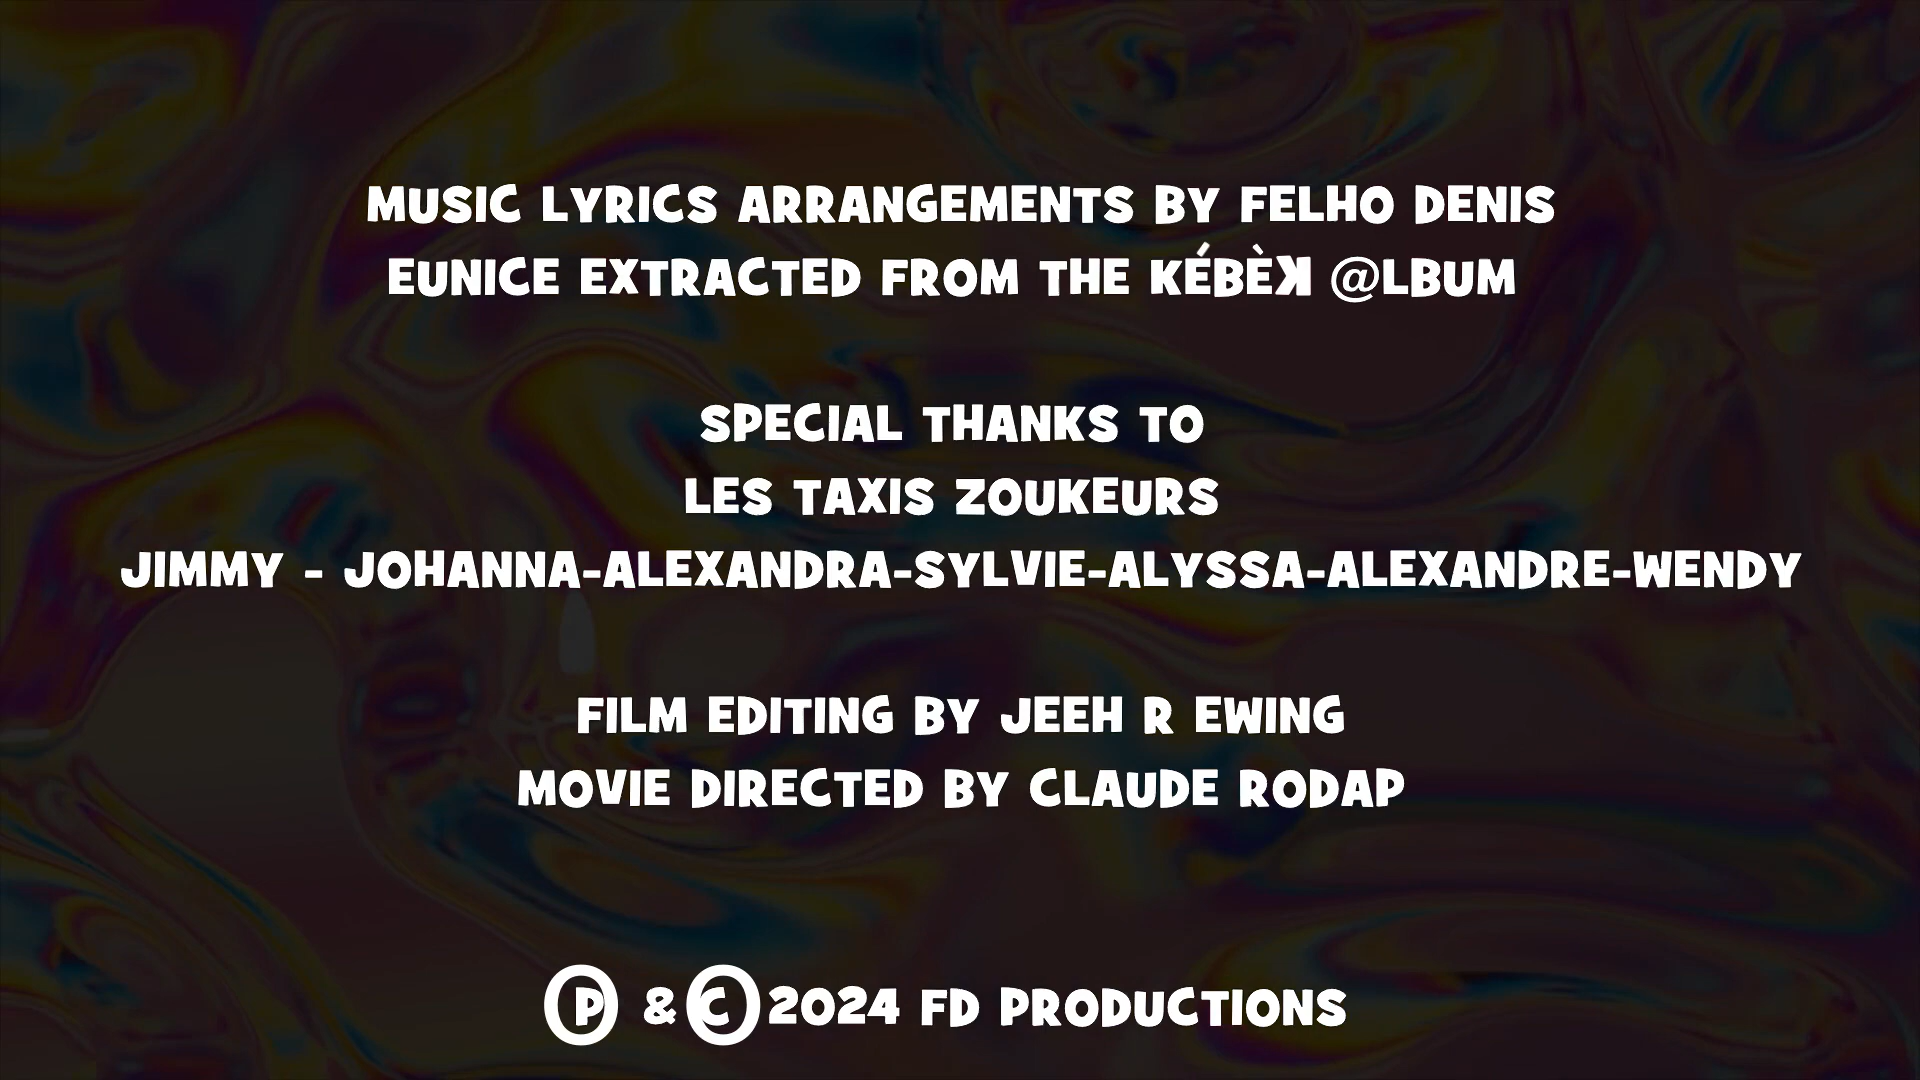 MUSIC LYRICS ARRANGEMENTS BY FELHO DENIS
EUNICE EXTRACTED FROM THE KÉBÈK @LBUM
SPECIAL THANKS TO
LES TAXIS ZOUKEURS
JIMMY - JOHANNA-ALEXANDRA-SYLVIE-ALYSSA-ALEXANDRE-WENDY
FILM EDITING BY JEEH R EWING
MOVIE DIRECTED BY CLAUDE RODAP
Ⓟ & Ⓒ 2024 FD PRODUCTIONS